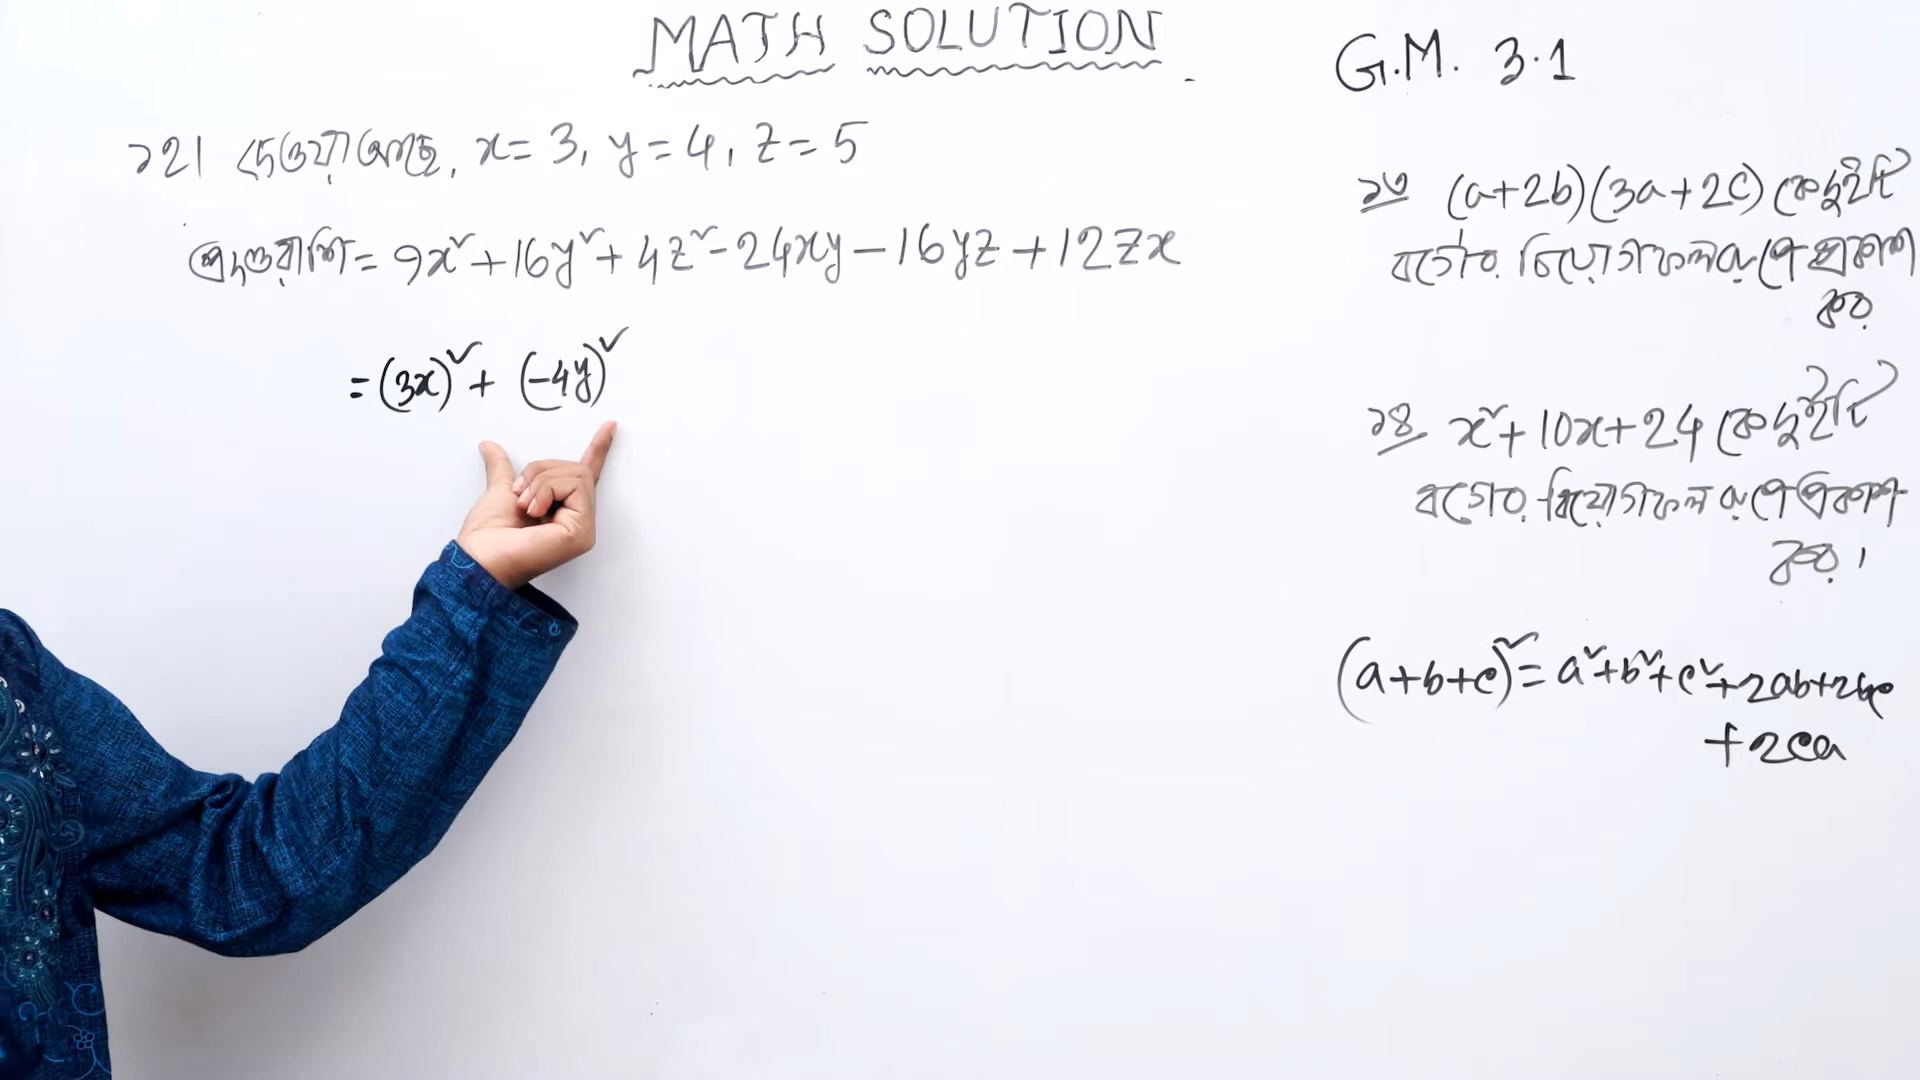 MATH SOLUTION
১২। দেওয়া আছে, x = 3, y = 4, z = 5
প্রদত্ত রাশি = 9x² + 16y² + 4z² - 24xy - 16yz + 12zx
= (3x)² + (-4y)²
G.M. 3.1
১৩ (a+2b)(3a+2c) কে দুইটি
বর্গের বিয়োগফল রূপে প্রকাশ
কর
১৪ x² + 10x + 24 কে দুইটি
বর্গের বিয়োগফল রূপে প্রকাশ
কর।
(a+b+c)² = a²+b²+c²+2ab+2bc
+2ca